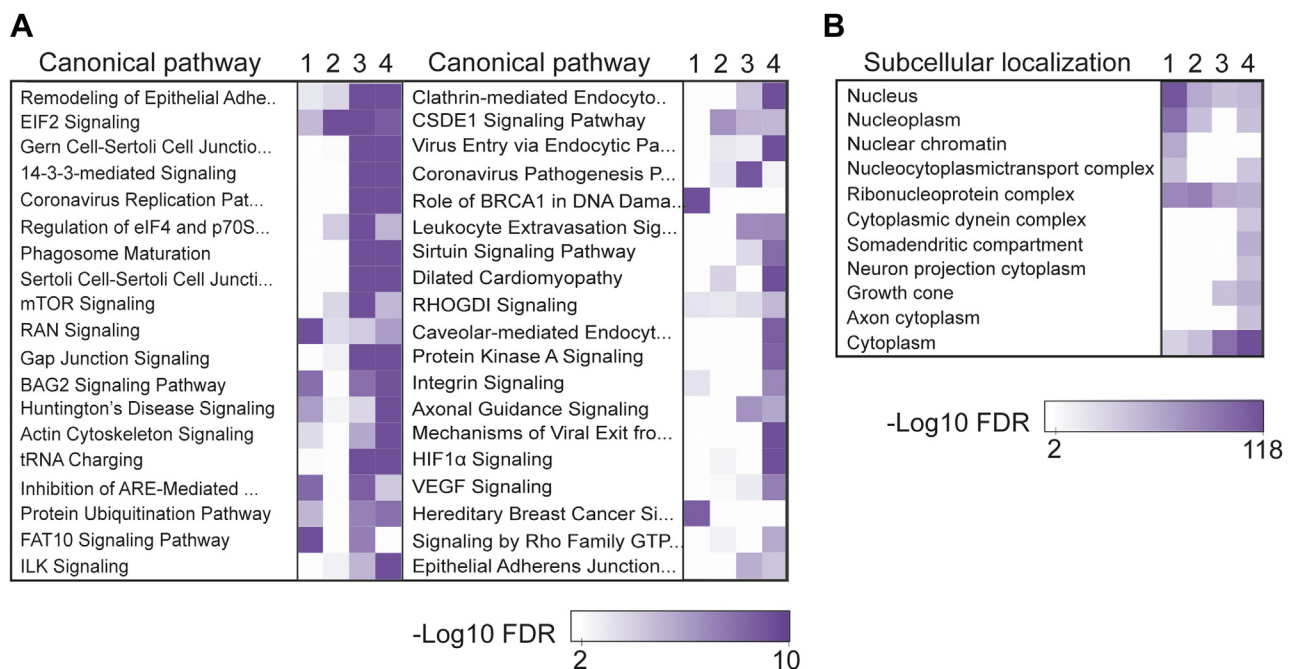 A
Canonical pathway 1 2 3 4
Remodeling of Epithelial Adhe..
EIF2 Signaling
Gern Cell-Sertoli Cell Junctio...
14-3-3-mediated Signaling
Coronavirus Replication Pat...
Regulation of eIF4 and p70S...
Phagosome Maturation
Sertoli Cell-Sertoli Cell Juncti...
mTOR Signaling
RAN Signaling
Gap Junction Signaling
BAG2 Signaling Pathway
Huntington's Disease Signaling
Actin Cytoskeleton Signaling
tRNA Charging
Inhibition of ARE-Mediated ...
Protein Ubiquitination Pathway
FAT10 Signaling Pathway
ILK Signaling
Canonical pathway 1 2 3 4
Clathrin-mediated Endocyto..
CSDE1 Signaling Patwhay
Virus Entry via Endocytic Pa...
Coronavirus Pathogenesis P...
Role of BRCA1 in DNA Dama..
Leukocyte Extravasation Sig...
Sirtuin Signaling Pathway
Dilated Cardiomyopathy
RHOGDI Signaling
Caveolar-mediated Endocyt...
Protein Kinase A Signaling
Integrin Signaling
Axonal Guidance Signaling
Mechanisms of Viral Exit fro...
HIF1α Signaling
VEGF Signaling
Hereditary Breast Cancer Si...
Signaling by Rho Family GTP..
Epithelial Adherens Junction...
-Log10 FDR
2 10
B
Subcellular localization 1 2 3 4
Nucleus
Nucleoplasm
Nuclear chromatin
Nucleocytoplasmictransport complex
Ribonucleoprotein complex
Cytoplasmic dynein complex
Somadendritic compartment
Neuron projection cytoplasm
Growth cone
Axon cytoplasm
Cytoplasm
-Log10 FDR
2 118